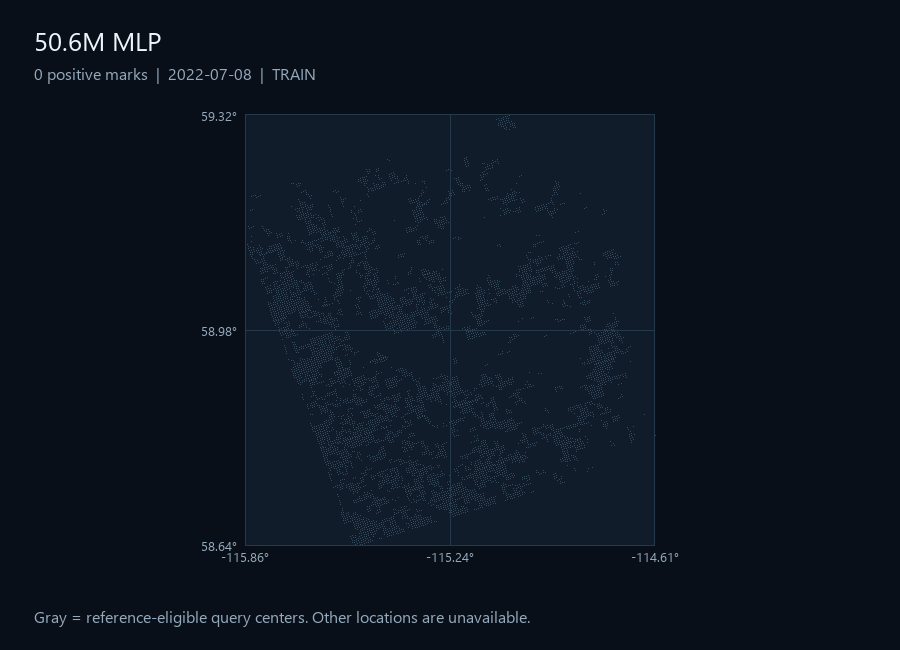 50.6M MLP
0 positive marks | 2022-07-08 | TRAIN
59.32°
58.98°
58.64°
-115.86° -115.24° -114.61°
Gray = reference-eligible query centers. Other locations are unavailable.